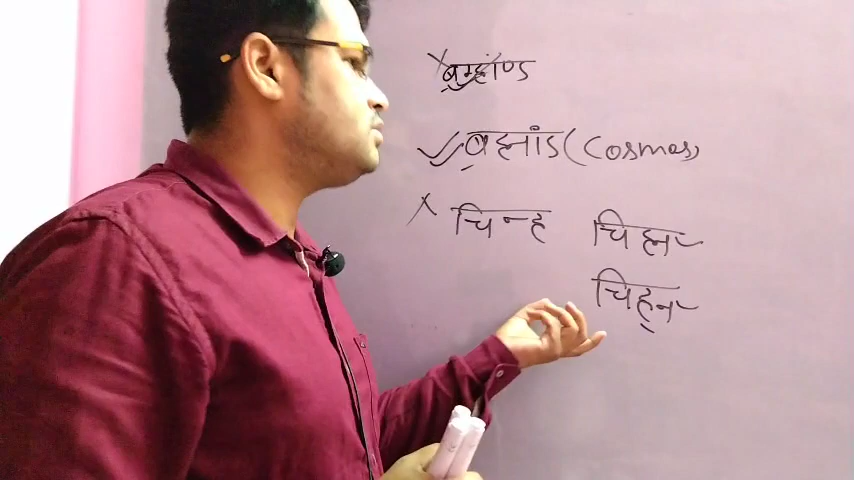 × ब्रम्हाण्ड
✓ ब्रह्मांड (Cosmos)
× चिन्ह चिह्न ✓
चिह्‌न ✓